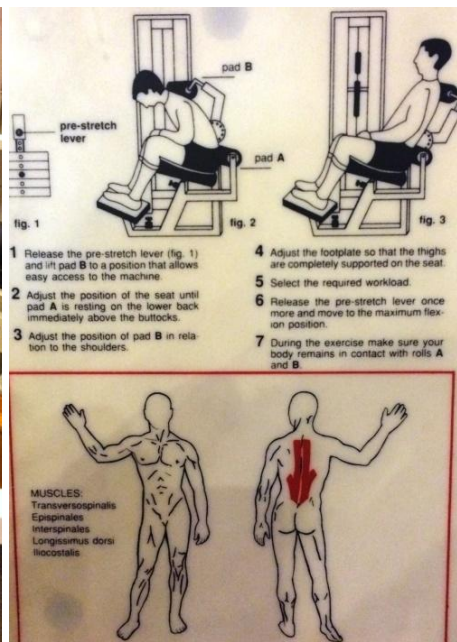 pad B
pre-stretch
lever
pad A
fig. 1
fig. 2
fig. 3
1 Release the pre-stretch lever (fig. 1)
and lift pad B to a position that allows
easy access to the machine.
2 Adjust the position of the seat until
pad A is resting on the lower back
immediately above the buttocks.
3 Adjust the position of pad B in rela-
tion to the shoulders.
4 Adjust the footplate so that the thighs
are completely supported on the seat.
5 Select the required workload.
6 Release the pre-stretch lever once
more and move to the maximum flex-
ion position.
7 During the exercise make sure your
body remains in contact with rolls A
and B.
MUSCLES:
Transversospinalis
Epispinales
Interspinales
Longissimus dorsi
Iliocostalis